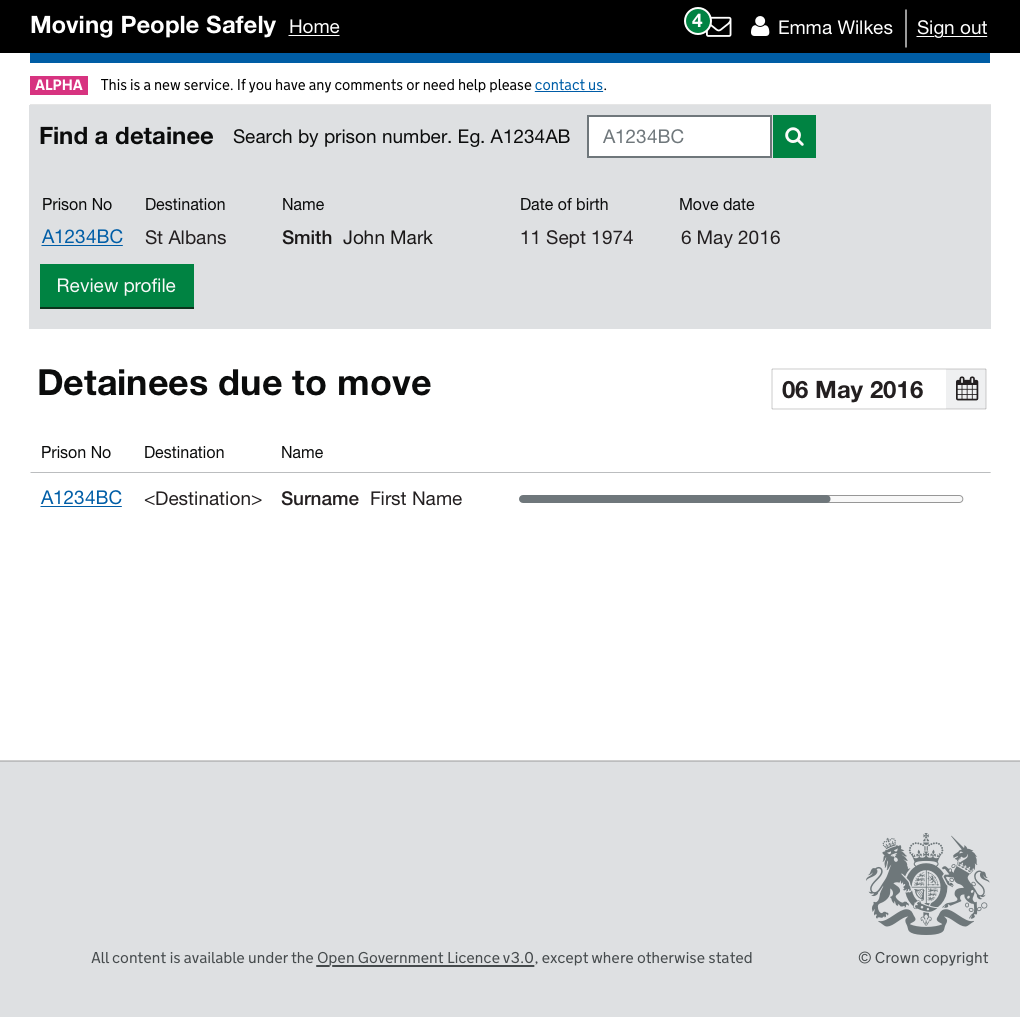 Moving People Safely Home 4 Emma Wilkes Sign out
ALPHA This is a new service. If you have any comments or need help please contact us.
Find a detainee Search by prison number. Eg. A1234AB A1234BC
Prison No Destination Name Date of birth Move date
A1234BC St Albans Smith John Mark 11 Sept 1974 6 May 2016
Review profile
Detainees due to move 06 May 2016
Prison No Destination Name
A1234BC <Destination> Surname First Name
All content is available under the Open Government Licence v3.0, except where otherwise stated © Crown copyright